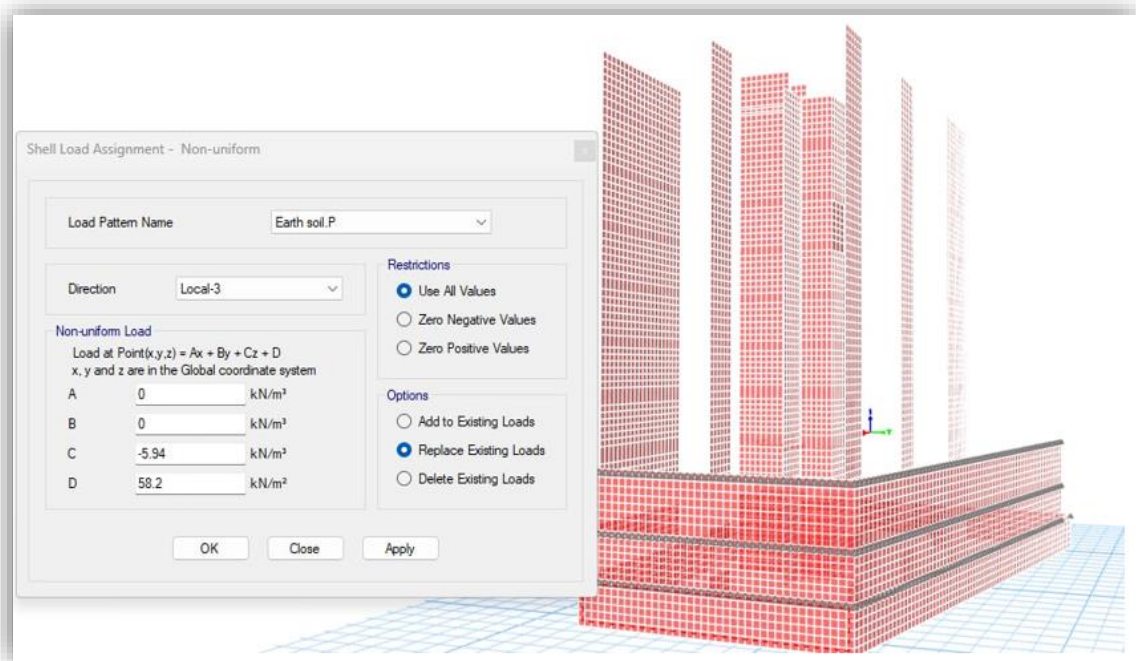 Shell Load Assignment - Non-uniform
Load Pattern Name
Earth soil.P
Direction
Local-3
Non-uniform Load
Load at Point(x,y,z) = Ax + By + Cz + D
x, y and z are in the Global coordinate system
A 0 kN/m³
B 0 kN/m³
C -5.94 kN/m³
D 58.2 kN/m²
Restrictions
Use All Values
Zero Negative Values
Zero Positive Values
Options
Add to Existing Loads
Replace Existing Loads
Delete Existing Loads
OK Close Apply
Y